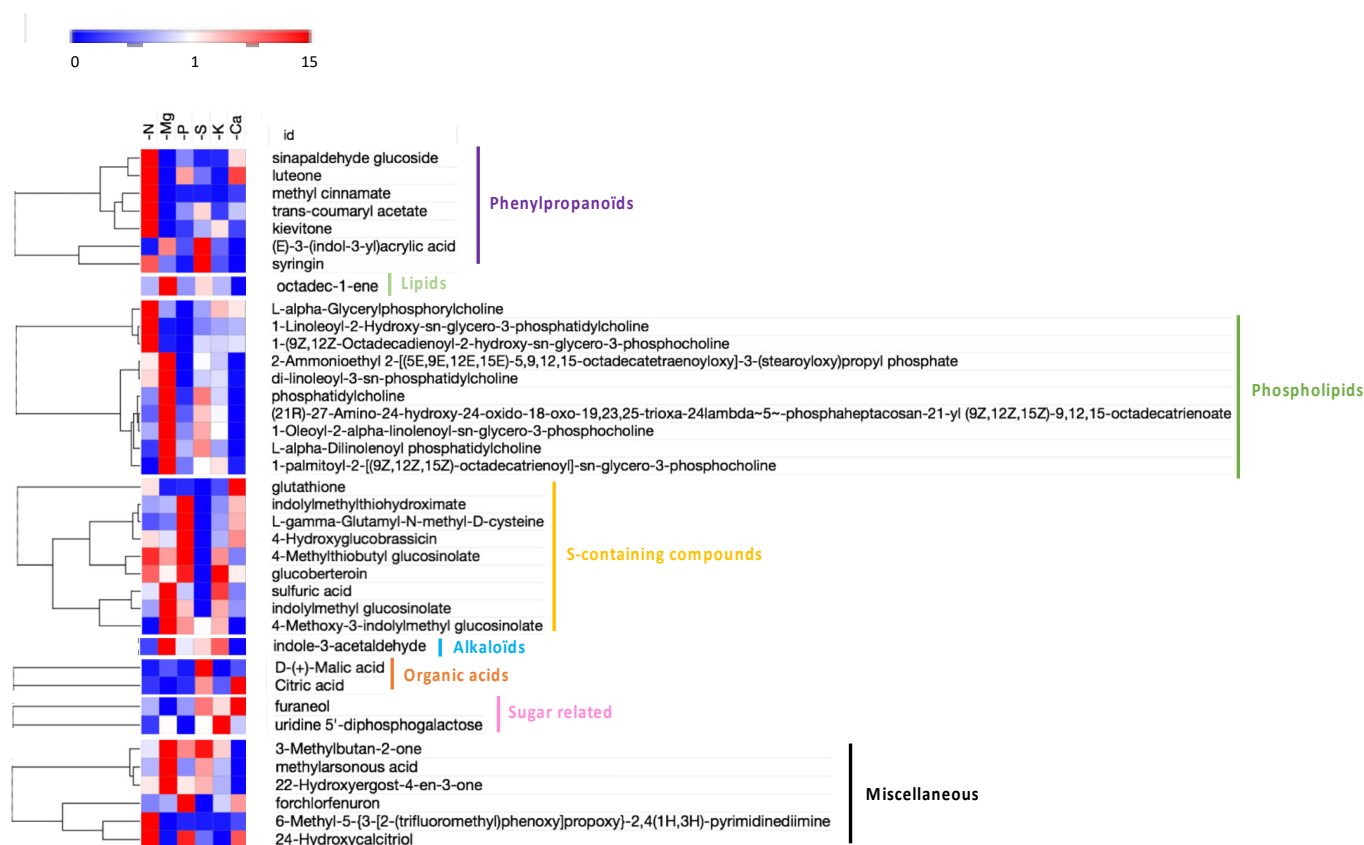 0 1 15
-N -Mg -P -S -K -Ca
id
sinapaldehyde glucoside
luteone
methyl cinnamate
trans-coumaryl acetate
kievitone
(E)-3-(indol-3-yl)acrylic acid
syringin
Phenylpropanoïds
octadec-1-ene
Lipids
L-alpha-Glycerylphosphorylcholine
1-Linoleoyl-2-Hydroxy-sn-glycero-3-phosphatidylcholine
1-(9Z,12Z-Octadecadienoyl-2-hydroxy-sn-glycero-3-phosphocholine
2-Ammonioethyl 2-[(5E,9E,12E,15E)-5,9,12,15-octadecatetraenoyloxy]-3-(stearoyloxy)propyl phosphate
di-linoleoyl-3-sn-phosphatidylcholine
phosphatidylcholine
(21R)-27-Amino-24-hydroxy-24-oxido-18-oxo-19,23,25-trioxa-24lambda~5~-phosphaheptacosan-21-yl (9Z,12Z,15Z)-9,12,15-octadecatrienoate
1-Oleoyl-2-alpha-linolenoyl-sn-glycero-3-phosphocholine
L-alpha-Dilinolenoyl phosphatidylcholine
1-palmitoyl-2-[(9Z,12Z,15Z)-octadecatrienoyl]-sn-glycero-3-phosphocholine
Phospholipids
glutathione
indolylmethylthiohydroximate
L-gamma-Glutamyl-N-methyl-D-cysteine
4-Hydroxyglucobrassicin
4-Methylthiobutyl glucosinolate
glucoberteroin
sulfuric acid
indolylmethyl glucosinolate
4-Methoxy-3-indolylmethyl glucosinolate
S-containing compounds
indole-3-acetaldehyde
Alkaloïds
D-(+)-Malic acid
Citric acid
Organic acids
furaneol
uridine 5'-diphosphogalactose
Sugar related
3-Methylbutan-2-one
methylarsonous acid
22-Hydroxyergost-4-en-3-one
forchlorfenuron
6-Methyl-5-{3-[2-(trifluoromethyl)phenoxy]propoxy}-2,4(1H,3H)-pyrimidinediimine
24-Hydroxycalcitriol
Miscellaneous